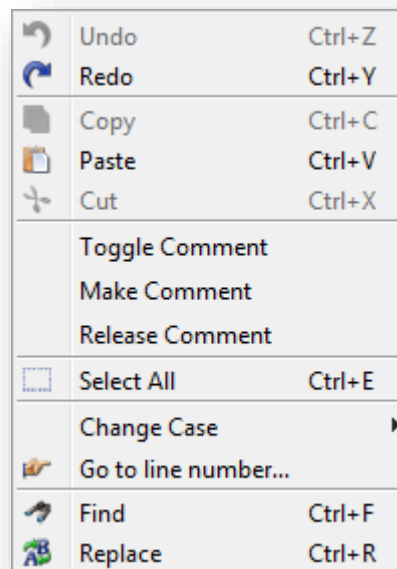 Undo Ctrl+Z
Redo Ctrl+Y
Copy Ctrl+C
Paste Ctrl+V
Cut Ctrl+X
Toggle Comment
Make Comment
Release Comment
Select All Ctrl+E
Change Case
Go to line number...
Find Ctrl+F
Replace Ctrl+R